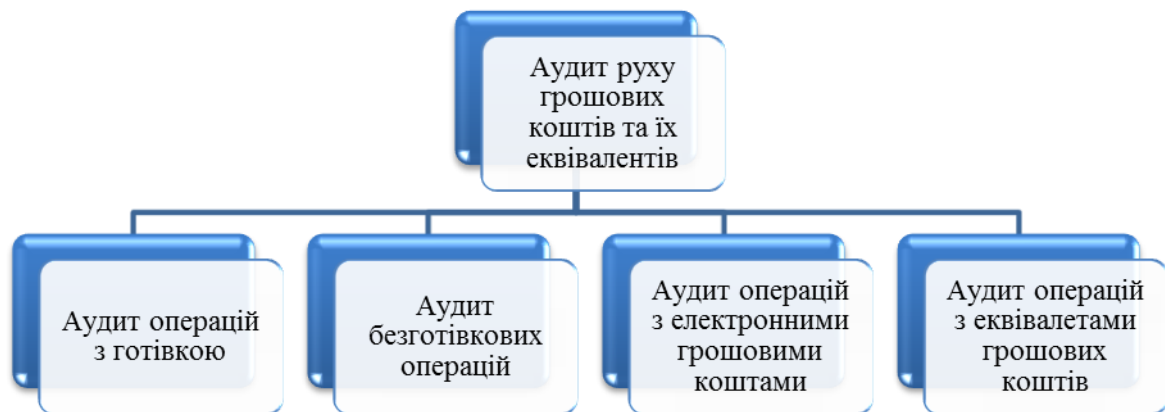 Аудит руху
грошових
коштів та їх
еквівалентів
Аудит операцій
з готівкою
Аудит
безготівкових
операцій
Аудит операцій
з електронними
грошовими
коштами
Аудит операцій
з еквівалетами
грошових
коштів